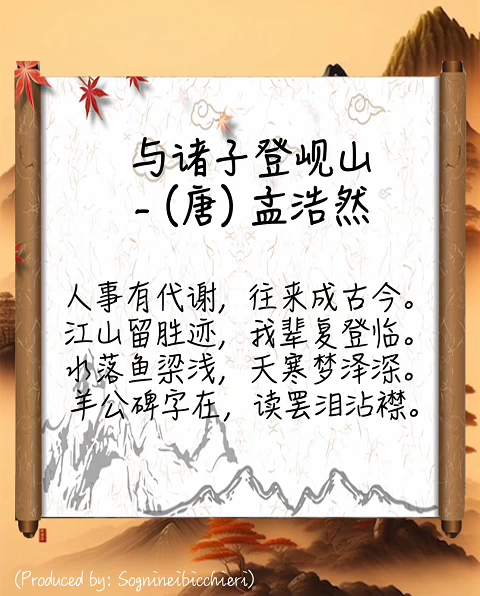 与诸子登岘山
- (唐) 孟浩然
人事有代谢, 往来成古今。
江山留胜迹, 我辈复登临。
水落鱼梁浅, 天寒梦泽深。
羊公碑字在, 读罢泪沾襟。
(Produced by: Sognineibicchieri)